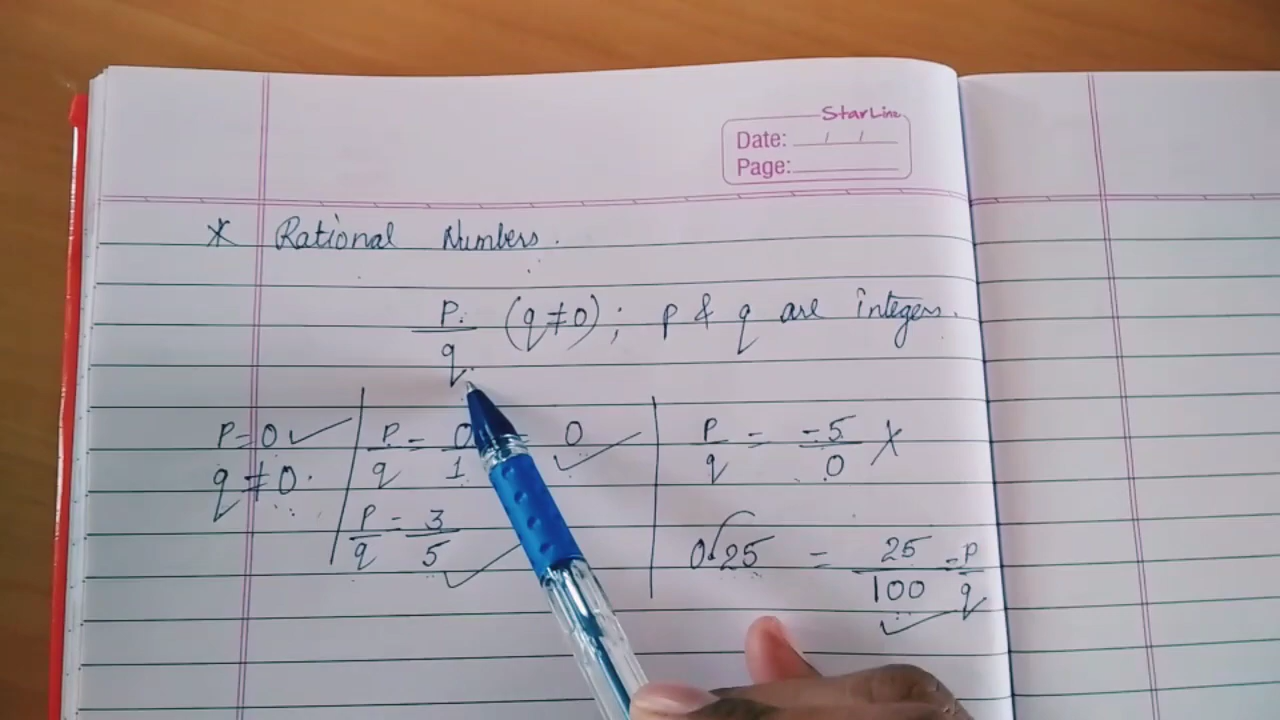 StarLine
Date: / /
Page:
* Rational Numbers.
p/q (q≠0); p & q are integers.
P=0 ✓
q≠0.
p/q = 0/1 = 0 ✓
p/q = 3/5 ✓
p/q = -5/0 ✗
0.25 = 25/100 = p/q ✓